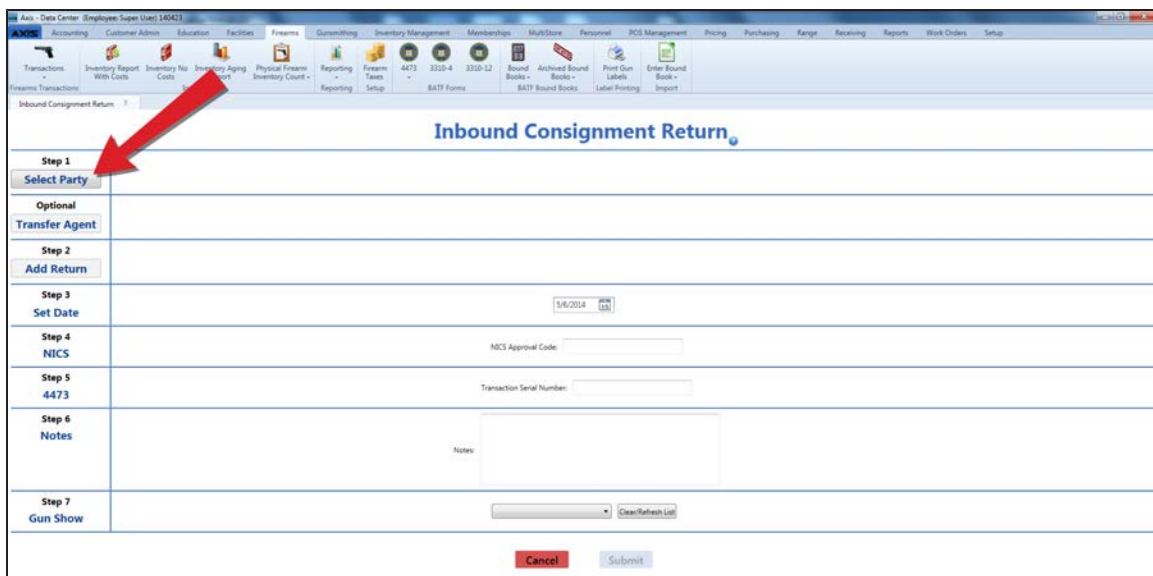 Axis - Data Center (Employee: Super User) 140423
AXIS Accounting Customer Admin Education Facilities Firearms Gunsmithing Inventory Management Memberships MultiStore Personnel POS Management Pricing Purchasing Range Receiving Reports Work Orders Setup
Transactions Inventory Report With Costs Inventory No Costs Inventory Aging Physical Firearm Inventory Count Reporting Firearm Taxes 4473 3310-4 3310-12 Bound Books Archived Bound Books Print Gun Labels Enter Bound Book
Firearms Transactions Reporting Setup BATF Forms BATF Bound Books Label Printing Import
Inbound Consignment Return X
Inbound Consignment Return
Step 1
Select Party
Optional
Transfer Agent
Step 2
Add Return
Step 3
Set Date
5/6/2014
Step 4
NICS
NICS Approval Code:
Step 5
4473
Transaction Serial Number:
Step 6
Notes
Notes:
Step 7
Gun Show
Clear/Refresh List
Cancel Submit